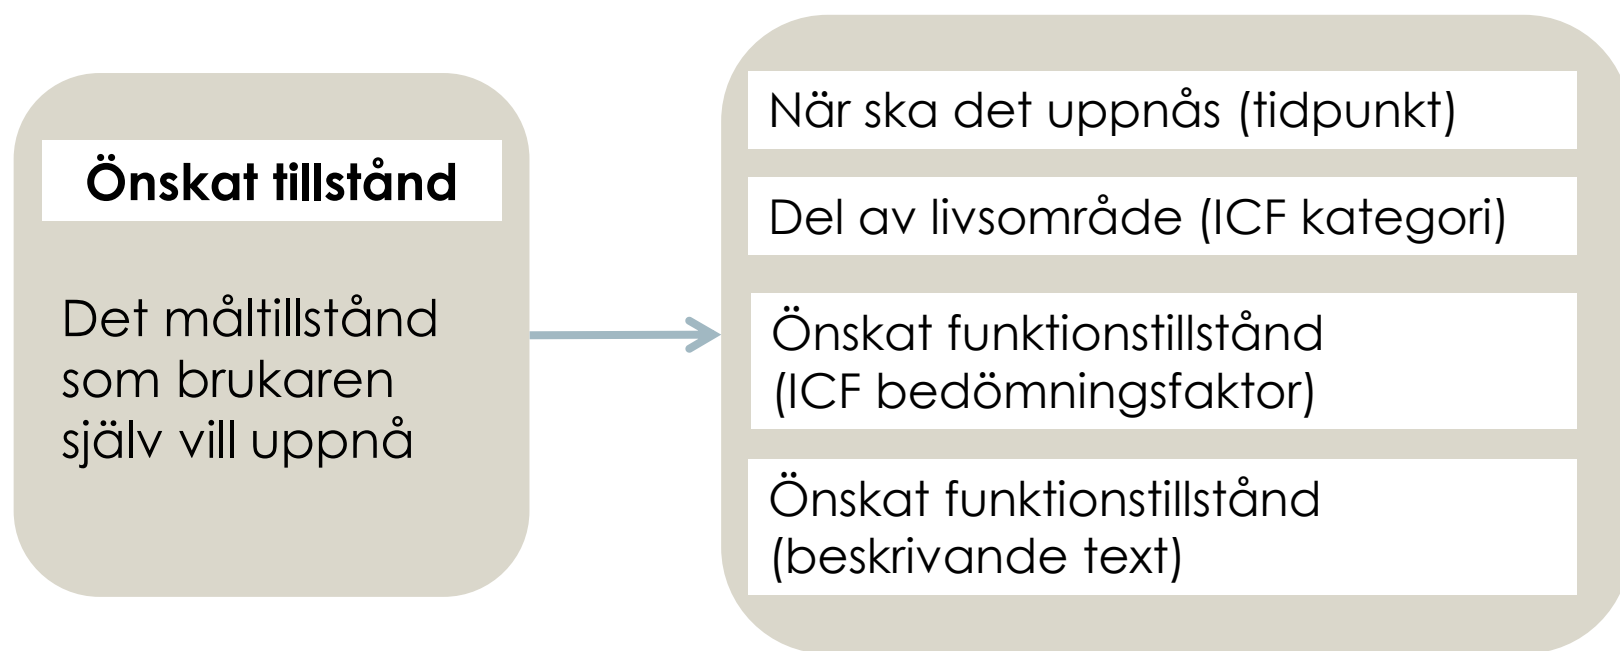 Önskat tillstånd
Det måltillstånd
som brukaren
själv vill uppnå
När ska det uppnås (tidpunkt)
Del av livsområde (ICF kategori)
Önskat funktionstillstånd
(ICF bedömningsfaktor)
Önskat funktionstillstånd
(beskrivande text)